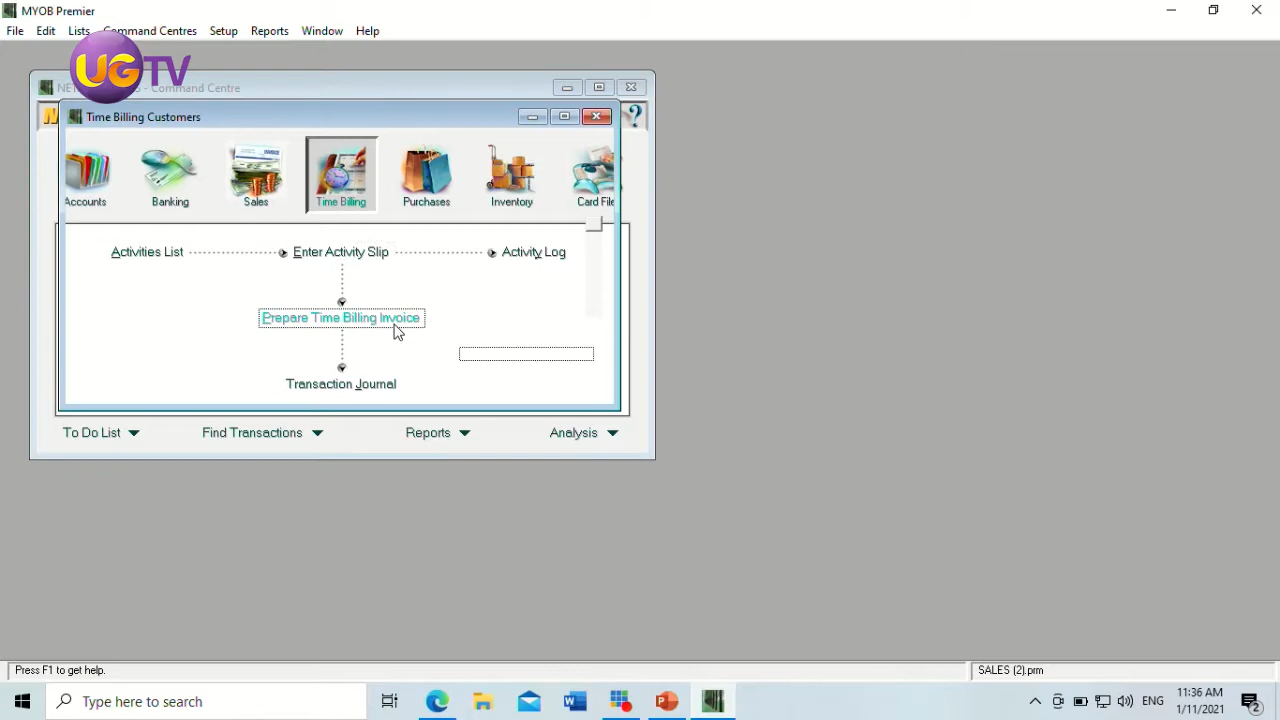 MYOB Premier
File Edit Lists Command Centres Setup Reports Window Help
UGTV
- Command Centre
Time Billing Customers
Accounts Banking Sales Time Billing Purchases Inventory Card File
Activities List Enter Activity Slip Activity Log
Prepare Time Billing Invoice
Transaction Journal
To Do List Find Transactions Reports Analysis
Press F1 to get help. SALES (2).prm
Type here to search ENG 11:36 AM
1/11/2021
2